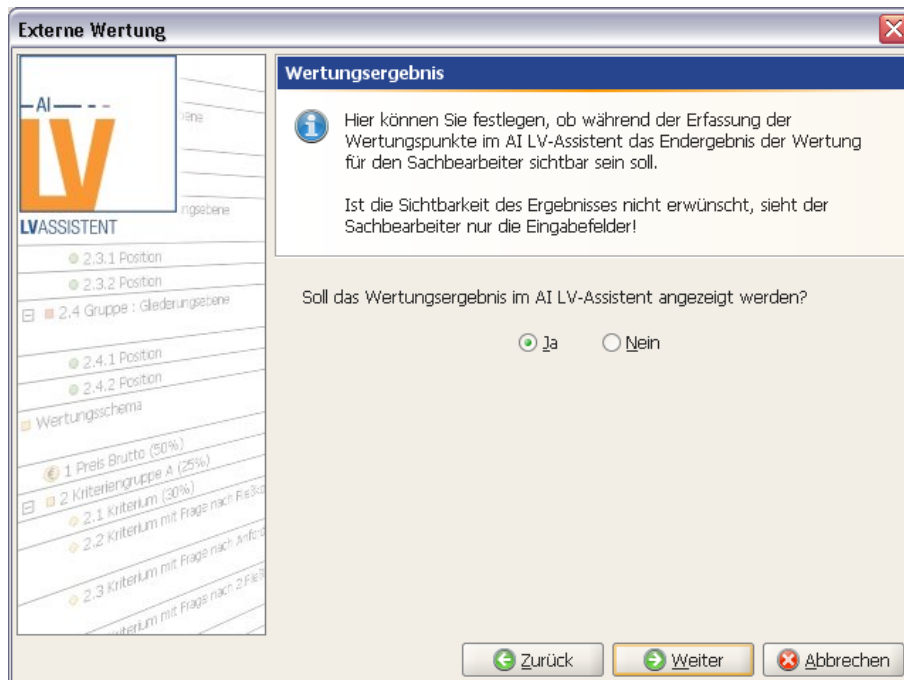 Externe Wertung
AI
LV
LVASSISTENT
2.3.1 Position
2.3.2 Position
2.4 Gruppe : Gliederungsebene
2.4.1 Position
2.4.2 Position
Wertungsschema
1 Preis Brutto (50%)
2 Kriteriengruppe A (25%)
2.1 Kriterium (30%)
2.2 Kriterium mit Frage nach
2.3 Kriterium mit Frage nach
mit Frage nach 2
Wertungsergebnis
Hier können Sie festlegen, ob während der Erfassung der
Wertungspunkte im AI LV-Assistent das Endergebnis der Wertung
für den Sachbearbeiter sichtbar sein soll.
Ist die Sichtbarkeit des Ergebnisses nicht erwünscht, sieht der
Sachbearbeiter nur die Eingabefelder!
Soll das Wertungsergebnis im AI LV-Assistent angezeigt werden?
Ja Nein
Zurück Weiter Abbrechen